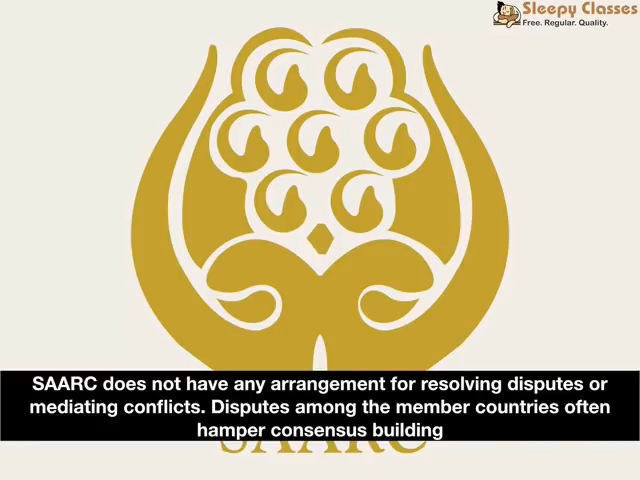 Sleepy Classes
Free. Regular. Quality.
SAARC does not have any arrangement for resolving disputes or
mediating conflicts. Disputes among the member countries often
hamper consensus building
SAARC